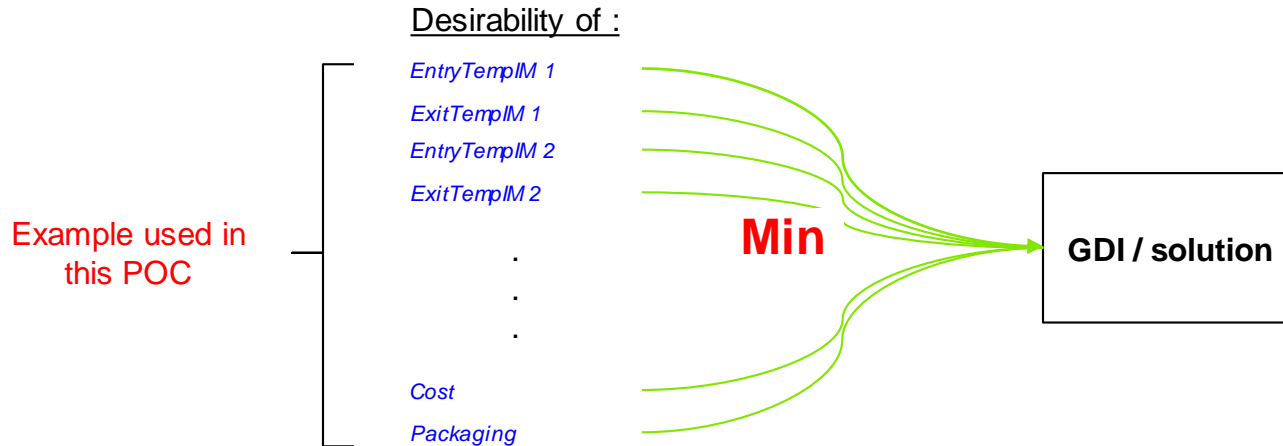 Desirability of :
EntryTempIM 1
ExitTempIM 1
EntryTempIM 2
ExitTempIM 2
Example used in
this POC
Min
GDI / solution
.
.
.
Cost
Packaging